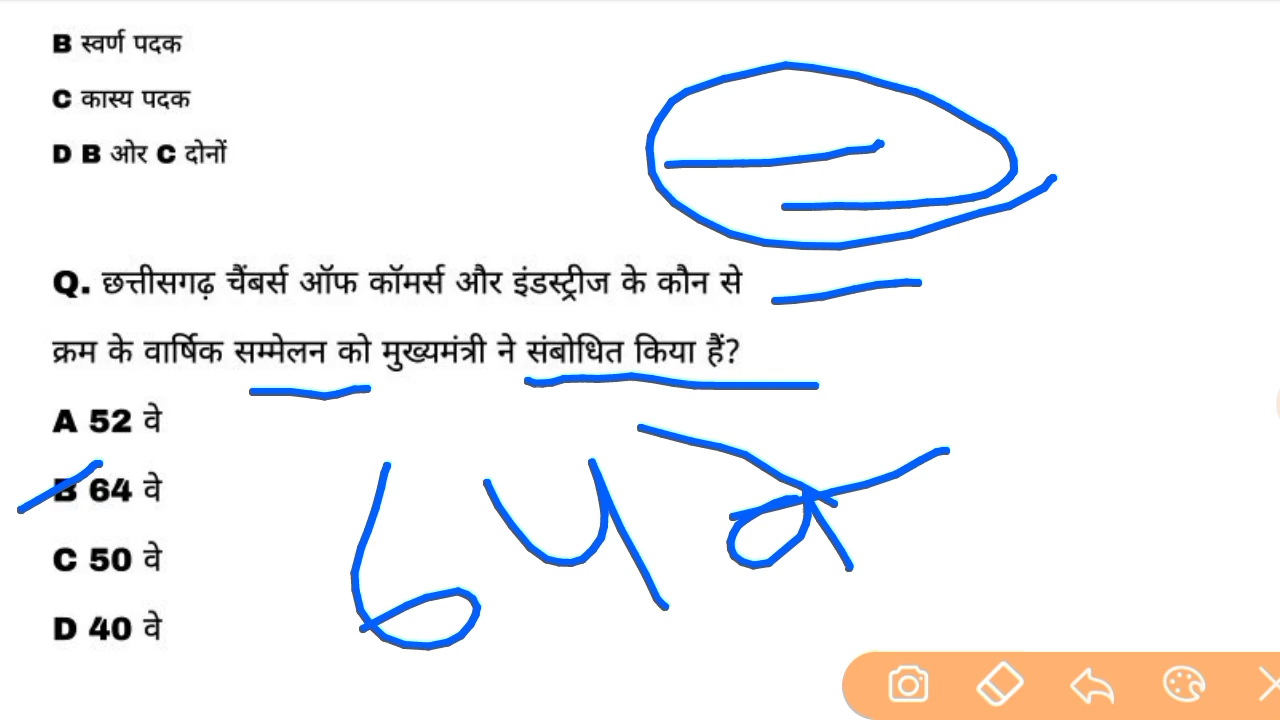 B स्वर्ण पदक
C कास्य पदक
D B ओर C दोनों
Q. छत्तीसगढ़ चैंबर्स ऑफ कॉमर्स और इंडस्ट्रीज के कौन से
क्रम के वार्षिक सम्मेलन को मुख्यमंत्री ने संबोधित किया हैं?
A 52 वे
B 64 वे
C 50 वे
D 40 वे
64 वे